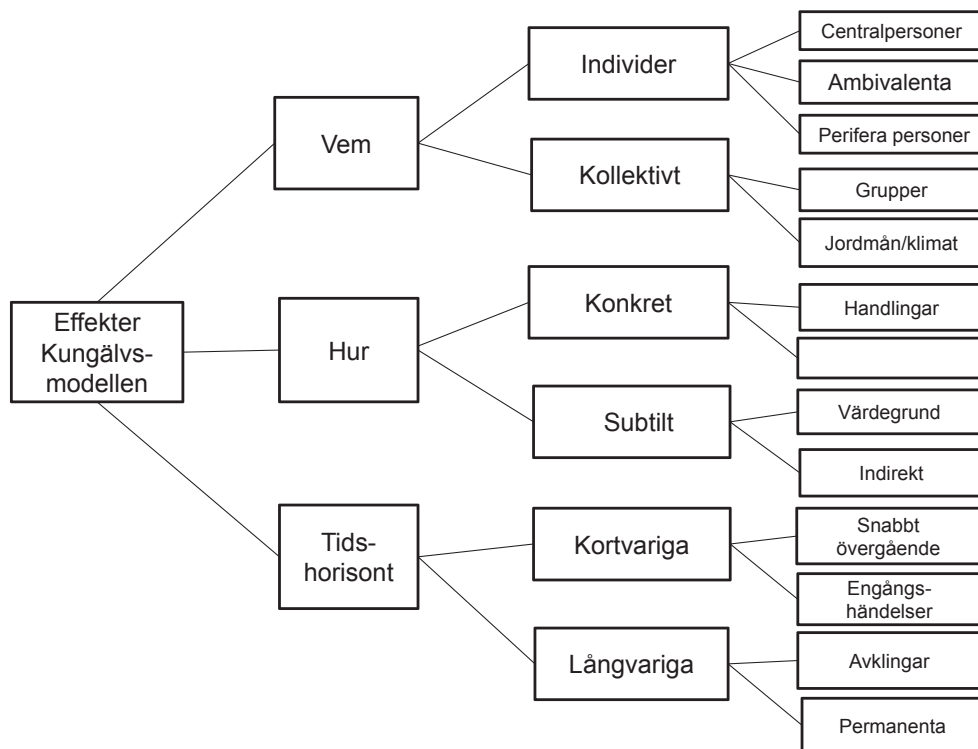 Effekter
Kungälvs-
modellen
Vem
Individer
Centralpersoner
Ambivalenta
Perifera personer
Kollektivt
Grupper
Jordmån/klimat
Hur
Konkret
Handlingar
Subtilt
Värdegrund
Indirekt
Tids-
horisont
Kortvariga
Snabbt
övergående
Engångs-
händelser
Långvariga
Avklingar
Permanenta